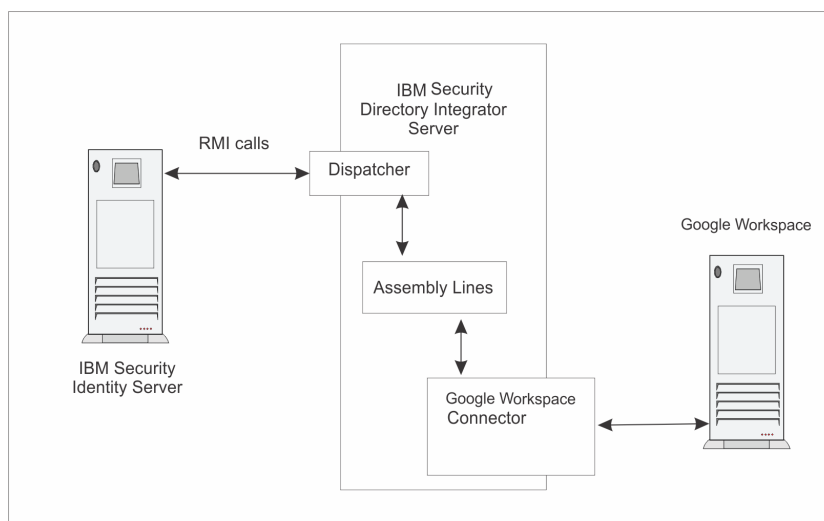 IBM Security
Directory Integrator
Server
RMI calls
Dispatcher
Google Workspace
Assembly Lines
IBM Security
Identity Server
Google Workspace
Connector